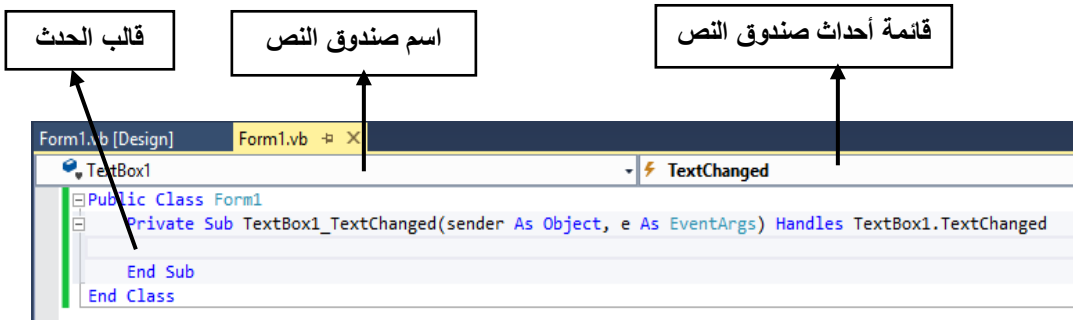 قالب الحدث
اسم صندوق النص
قائمة أحداث صندوق النص
Form1.vb [Design]
Form1.vb
TextBox1
TextChanged
Public Class Form1
Private Sub TextBox1_TextChanged(sender As Object, e As EventArgs) Handles TextBox1.TextChanged
End Sub
End Class